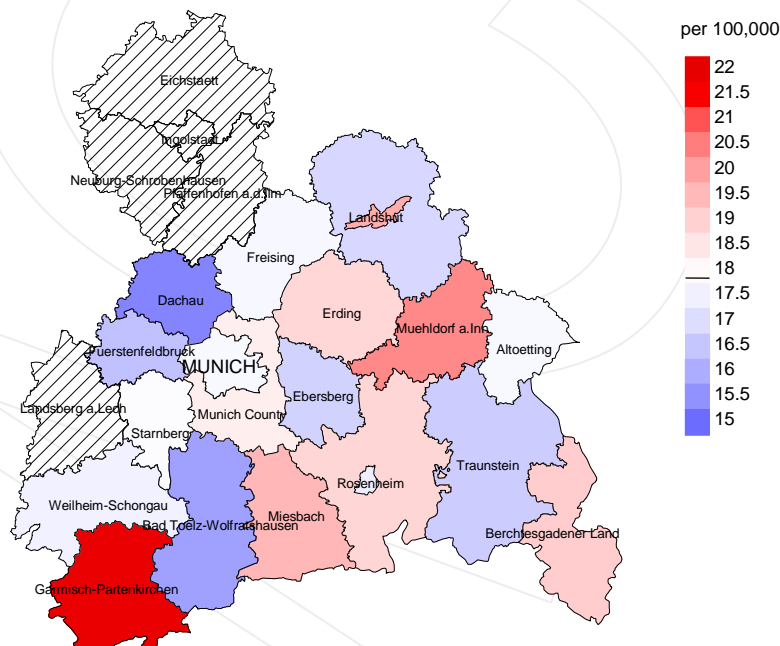 per 100,000
22
21.5
21
20.5
20
19.5
19
18.5
18
17.5
17
16.5
16
15.5
15
Eichstaett
Ingolstadt
Neuburg-Schrobenhausen
Pfaffenhofen a.d.Ilm
Landshut
Freising
Dachau
Erding
Muehldorf a.Inn
Altoetting
Fuerstenfeldbruck
MUNICH
Ebersberg
Landsberg a.Lech
Munich County
Starnberg
Traunstein
Rosenheim
Weilheim-Schongau
Miesbach
Bad Toelz-Wolfratshausen
Berchtesgadener Land
Garmisch-Partenkirchen